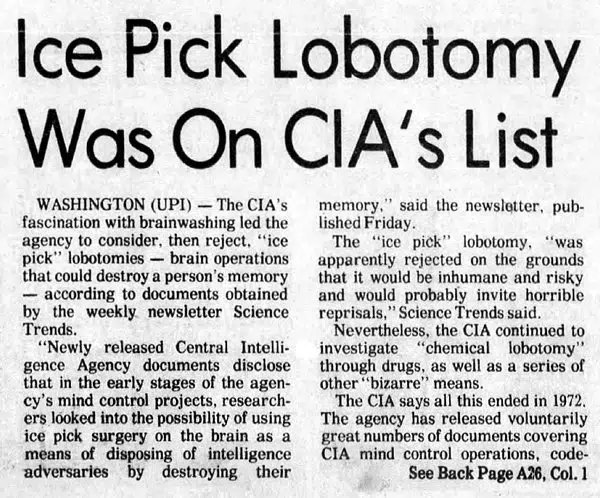 Ice Pick Lobotomy
Was On CIA's List
WASHINGTON (UPI) — The CIA's
fascination with brainwashing led the
agency to consider, then reject, "ice
pick" lobotomies — brain operations
that could destroy a person's memory
— according to documents obtained
by the weekly newsletter Science
Trends.
"Newly released Central Intelli-
gence Agency documents disclose
that in the early stages of the agen-
cy's mind control projects, research-
ers looked into the possibility of using
ice pick surgery on the brain as a
means of disposing of intelligence
adversaries by destroying their
memory," said the newsletter, pub-
lished Friday.
The "ice pick" lobotomy, "was
apparently rejected on the grounds
that it would be inhumane and risky
and would probably invite horrible
reprisals," Science Trends said.
Nevertheless, the CIA continued to
investigate "chemical lobotomy"
through drugs, as well as a series of
other "bizarre" means.
The CIA says all this ended in 1972.
The agency has released voluntarily
great numbers of documents covering
CIA mind control operations, code-
See Back Page A26, Col. 1